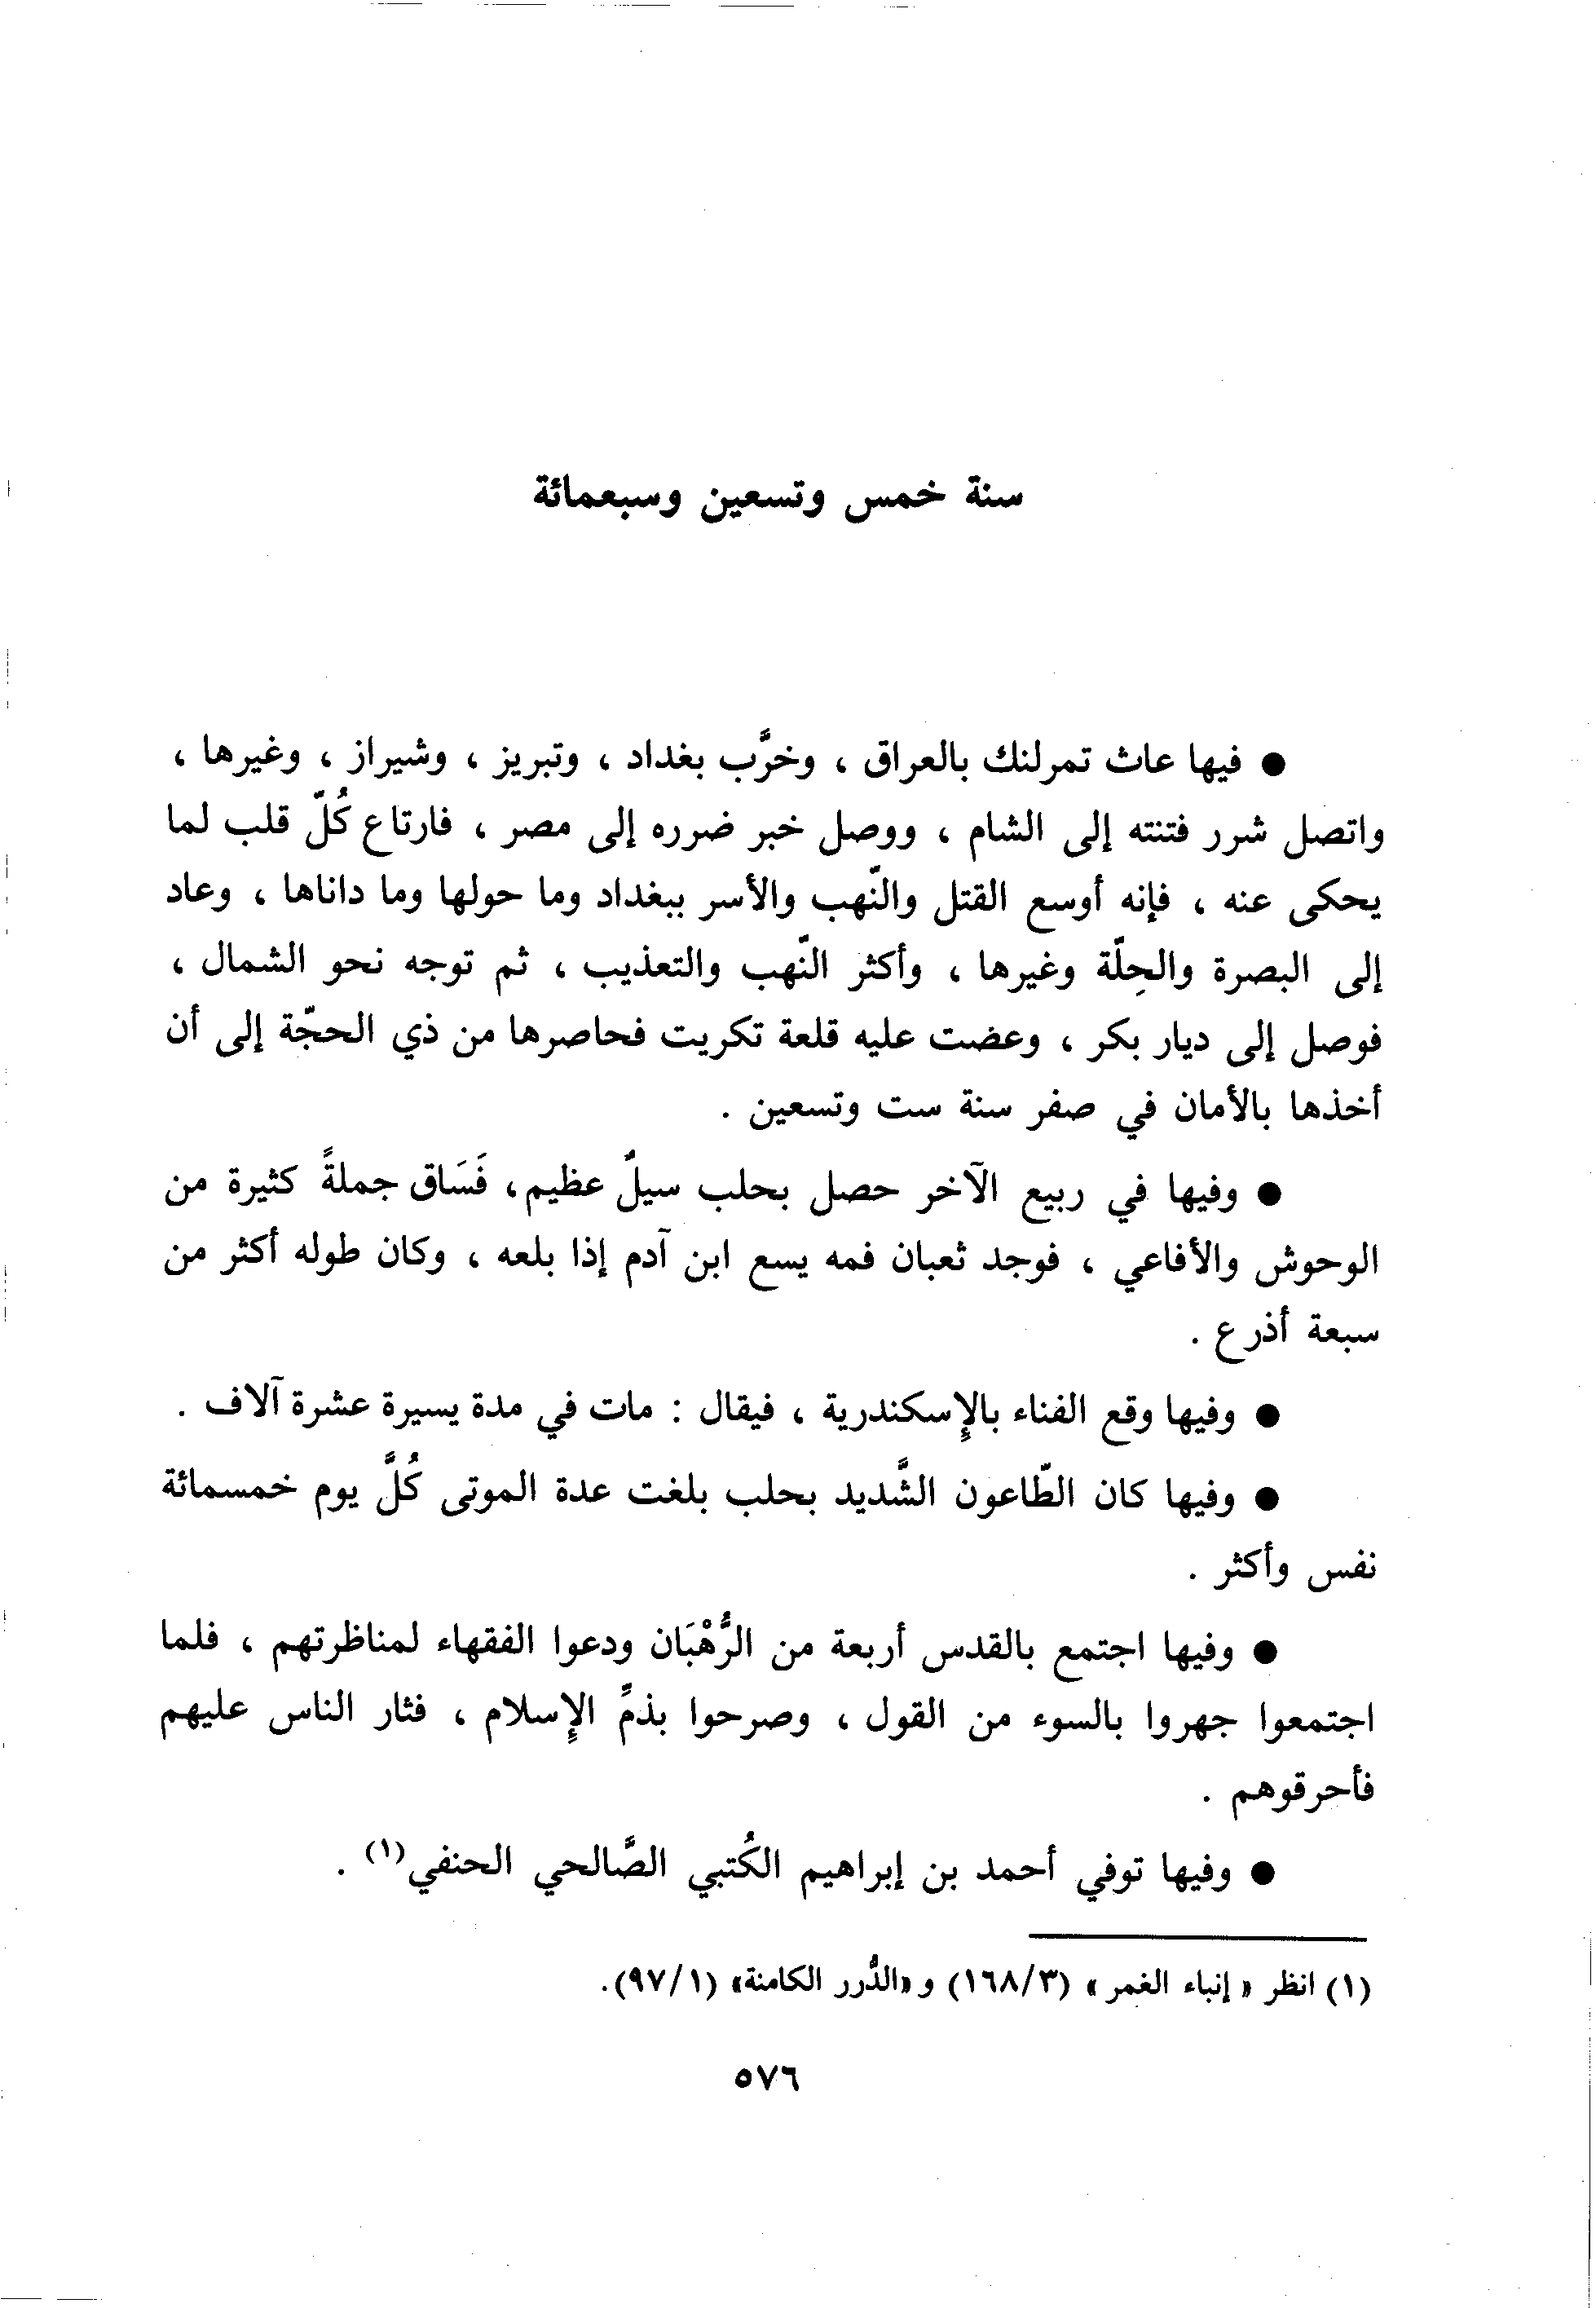 سنة خمس وتسعين وسبعمائة
● فيها عاث تمرلنك بالعراق ، وخرَّب بغداد ، وتبريز ، وشيراز ، وغيرها ،
واتصل شرر فتنته إلى الشام ، ووصل خبر ضرره إلى مصر ، فارتاع كُلّ قلب لما
يحكى عنه ، فإنه أوسع القتل والنّهب والأسر ببغداد وما حولها وما داناها ، وعاد
إلى البصرة والحِلّة وغيرها ، وأكثر النّهب والتعذيب ، ثم توجه نحو الشمال ،
فوصل إلى ديار بكر ، وعضت عليه قلعة تكريت فحاصرها من ذي الحجّة إلى أن
أخذها بالأمان في صفر سنة ست وتسعين .
● وفيها في ربيع الآخر حصل بحلب سيلٌ عظيم، فَسَاق جملةً كثيرة من
الوحوش والأفاعي ، فوجد ثعبان فمه يسع ابن آدم إذا بلعه ، وكان طوله أكثر من
سبعة أذرع .
● وفيها وقع الفناء بالإسكندرية ، فيقال : مات في مدة يسيرة عشرة آلاف .
● وفيها كان الطّاعون الشَّديد بحلب بلغت عدة الموتى كُلَّ يوم خمسمائة
نفس وأكثر .
● وفيها اجتمع بالقدس أربعة من الرُّهْبَان ودعوا الفقهاء لمناظرتهم ، فلما
اجتمعوا جهروا بالسوء من القول ، وصرحوا بذمِّ الإسلام ، فثار الناس عليهم
فأحرقوهم .
● وفيها توفي أحمد بن إبراهيم الكُتبي الصَّالحي الحنفي(١) .
(١) انظر « إنباء الغمر » (٣/١٦٨) و«الدُّرر الكامنة» (١/٩٧).
٥٧٦